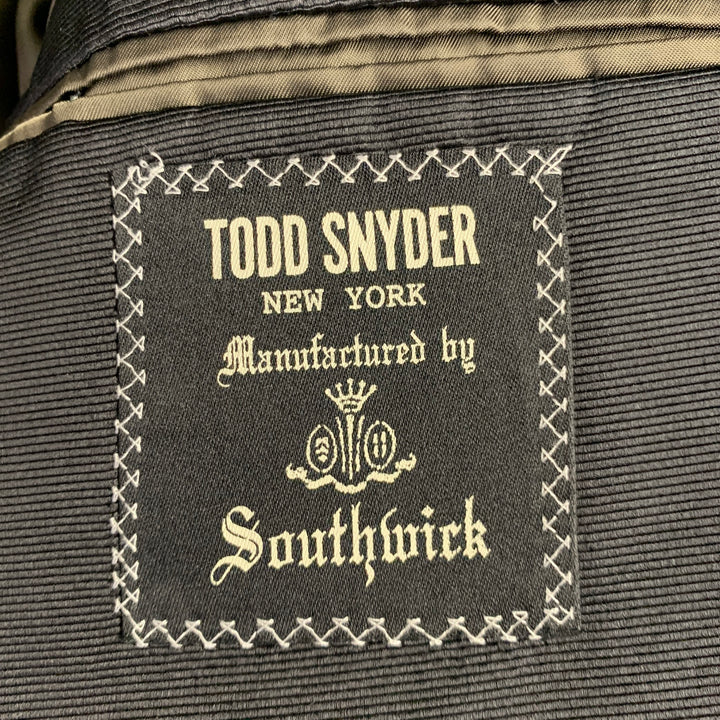 TODD SNYDER
NEW YORK
Manufactured by
Southwick